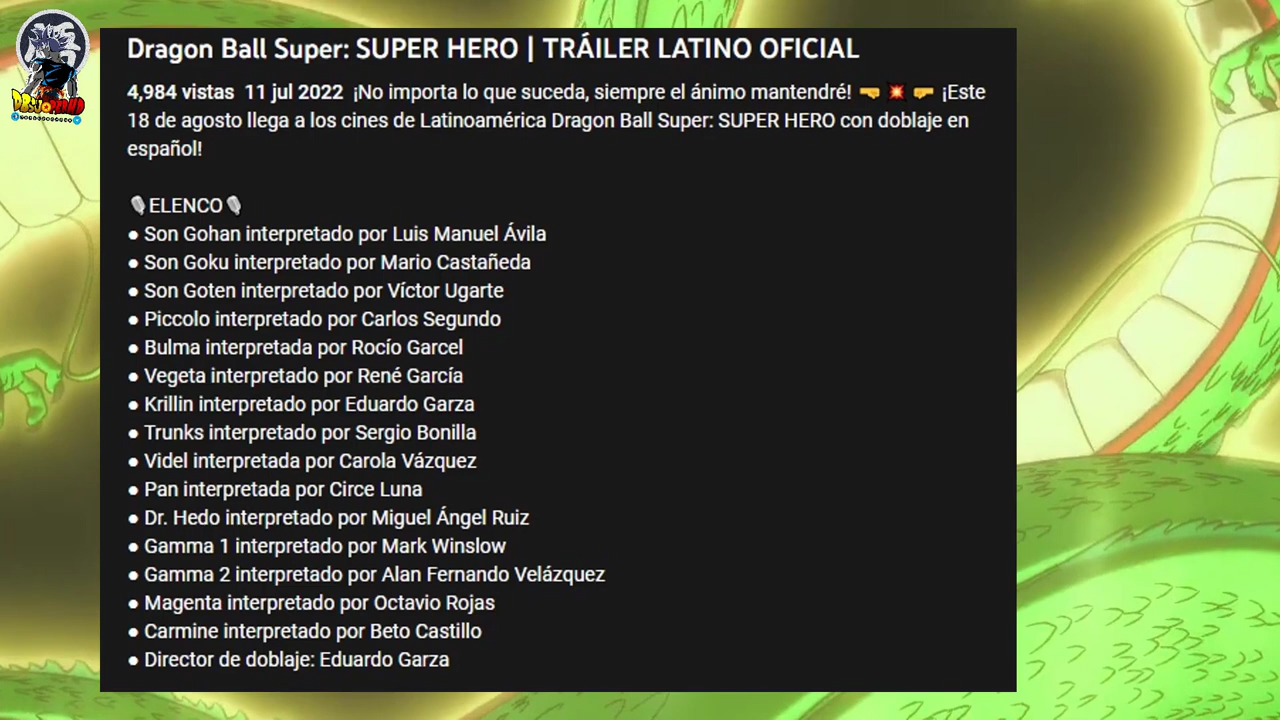 Dragon Ball Super: SUPER HERO | TRÁILER LATINO OFICIAL
4,984 vistas 11 jul 2022 ¡No importa lo que suceda, siempre el ánimo mantendré! 🤜 💥 🤛 ¡Este
18 de agosto llega a los cines de Latinoamérica Dragon Ball Super: SUPER HERO con doblaje en
español!
🎙ELENCO🎙
● Son Gohan interpretado por Luis Manuel Ávila
● Son Goku interpretado por Mario Castañeda
● Son Goten interpretado por Víctor Ugarte
● Piccolo interpretado por Carlos Segundo
● Bulma interpretada por Rocío Garcel
● Vegeta interpretado por René García
● Krillin interpretado por Eduardo Garza
● Trunks interpretado por Sergio Bonilla
● Videl interpretada por Carola Vázquez
● Pan interpretada por Circe Luna
● Dr. Hedo interpretado por Miguel Ángel Ruiz
● Gamma 1 interpretado por Mark Winslow
● Gamma 2 interpretado por Alan Fernando Velázquez
● Magenta interpretado por Octavio Rojas
● Carmine interpretado por Beto Castillo
● Director de doblaje: Eduardo Garza